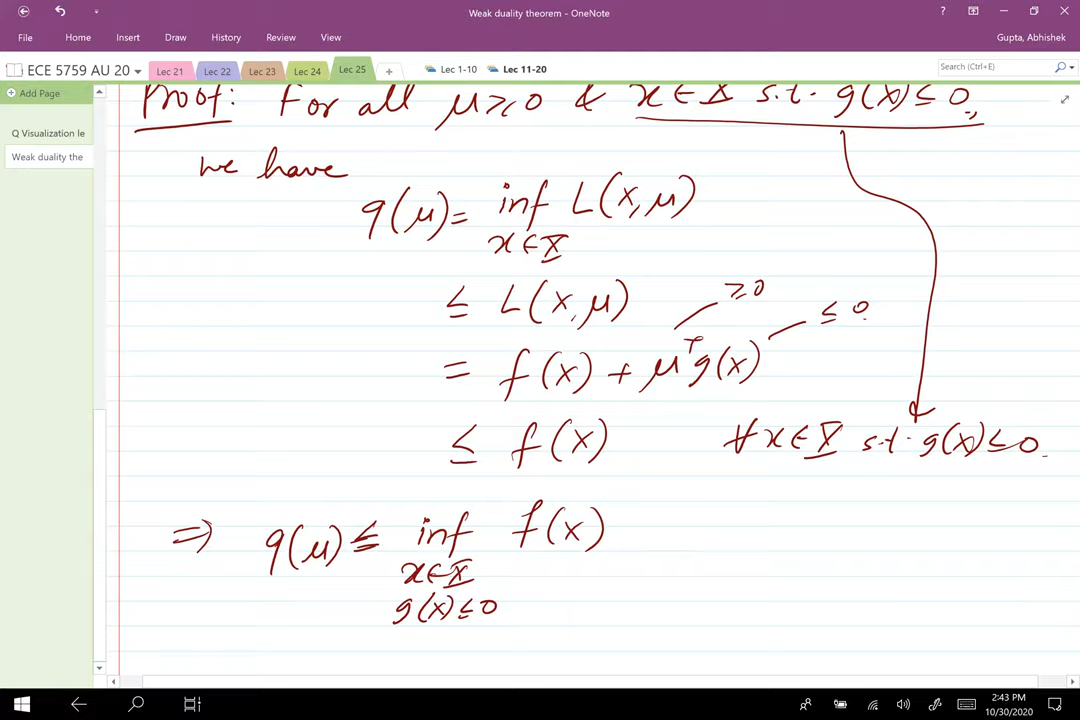 Weak duality theorem - OneNote
Gupta, Abhishek
File Home Insert Draw History Review View
ECE 5759 AU 20 Lec 21 Lec 22 Lec 23 Lec 24 Lec 25 + Lec 1-10 Lec 11-20
Search (Ctrl+E)
Add Page
Q Visualization le
Weak duality the
Proof: For all μ ≥ 0 & x ∈ X s.t. g(x) ≤ 0,
we have
q(μ) = inf L(x, μ)
x ∈ X
≤ L(x, μ)
≥ 0
≤ 0
= f(x) + μᵀg(x)
≤ f(x) ∀ x ∈ X s.t. g(x) ≤ 0.
⇒ q(μ) ≤ inf f(x)
x ∈ X
g(x) ≤ 0
2:43 PM
10/30/2020